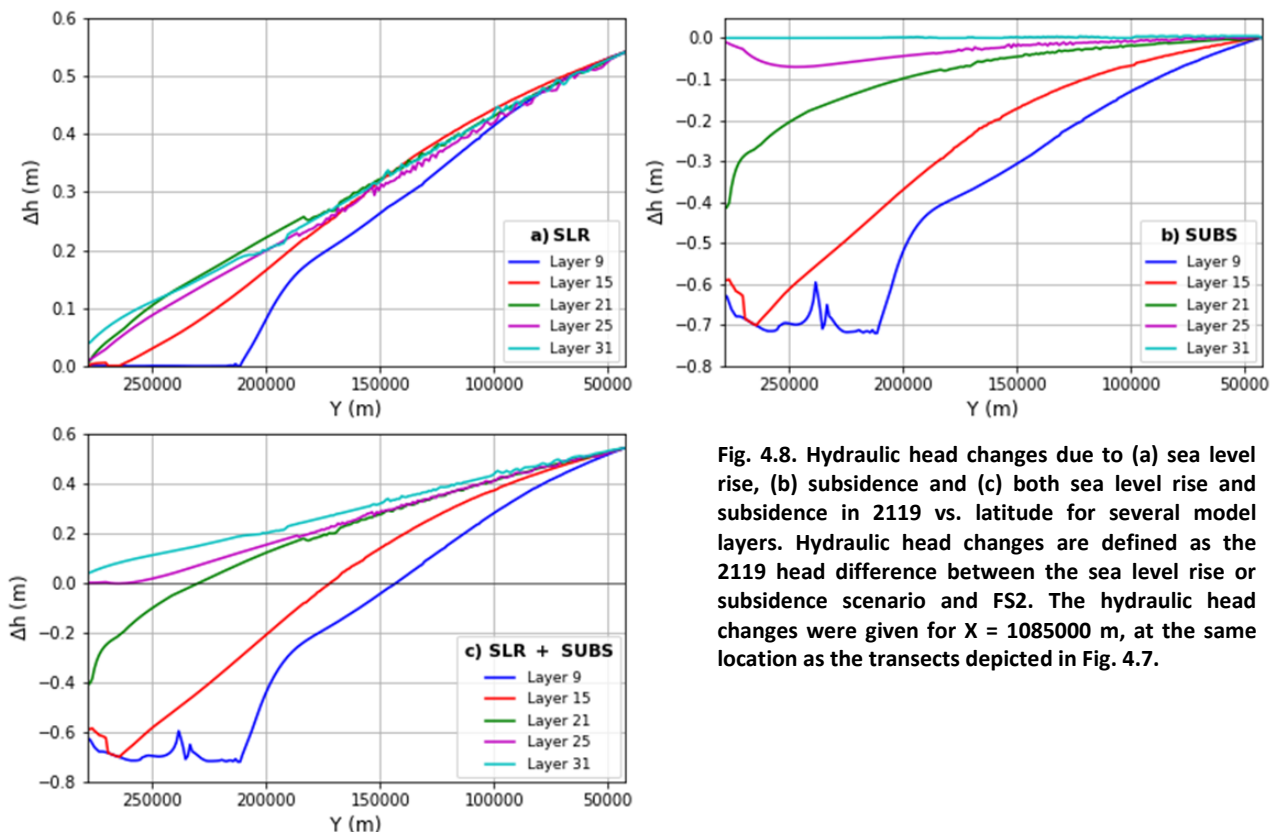 0.6
0.5
0.4
0.3
0.2
0.1
0.0
Δh (m)
250000 200000 150000 100000 50000
Y (m)
a) SLR
Layer 9
Layer 15
Layer 21
Layer 25
Layer 31
0.0
−0.1
−0.2
−0.3
−0.4
−0.5
−0.6
−0.7
−0.8
Δh (m)
250000 200000 150000 100000 50000
Y (m)
b) SUBS
Layer 9
Layer 15
Layer 21
Layer 25
Layer 31
0.6
0.4
0.2
0.0
−0.2
−0.4
−0.6
−0.8
Δh (m)
250000 200000 150000 100000 50000
Y (m)
c) SLR + SUBS
Layer 9
Layer 15
Layer 21
Layer 25
Layer 31
Fig. 4.8. Hydraulic head changes due to (a) sea level
rise, (b) subsidence and (c) both sea level rise and
subsidence in 2119 vs. latitude for several model
layers. Hydraulic head changes are defined as the
2119 head difference between the sea level rise or
subsidence scenario and FS2. The hydraulic head
changes were given for X = 1085000 m, at the same
location as the transects depicted in Fig. 4.7.